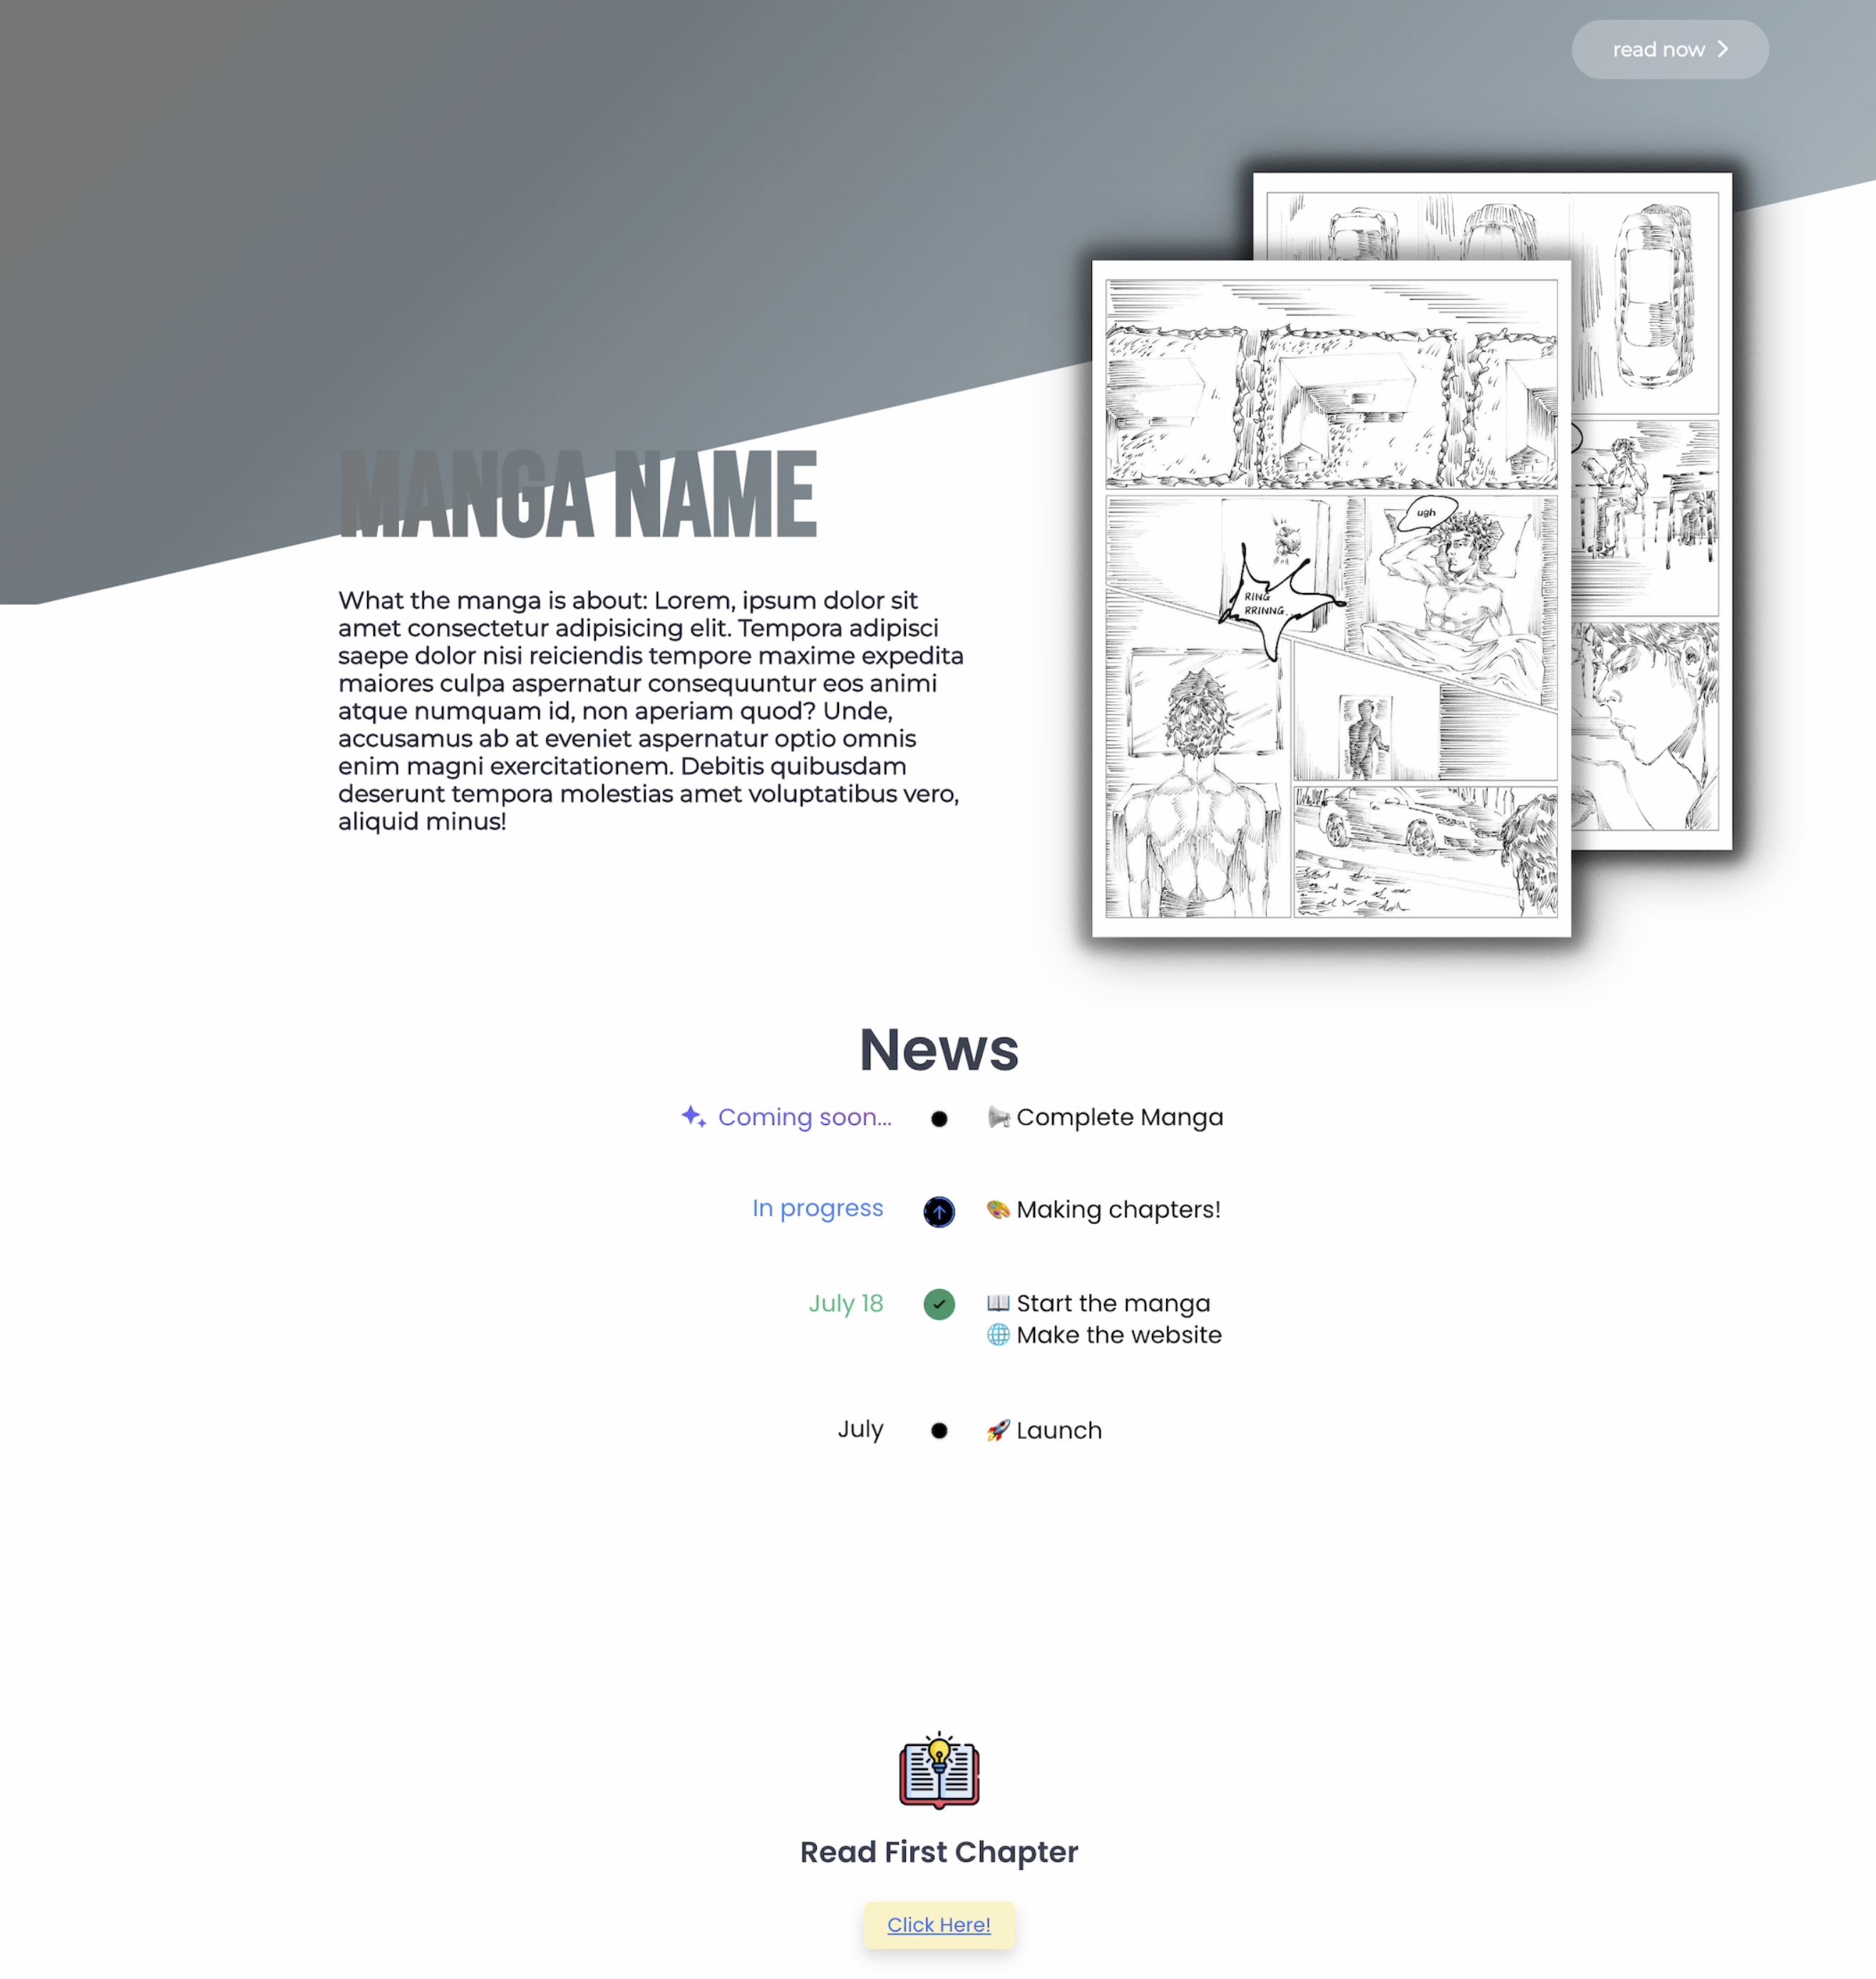 read now
MANGA NAME
What the manga is about: Lorem, ipsum dolor sit
amet consectetur adipisicing elit. Tempora adipisci
saepe dolor nisi reiciendis tempore maxime expedita
maiores culpa aspernatur consequuntur eos animi
atque numquam id, non aperiam quod? Unde,
accusamus ab at eveniet aspernatur optio omnis
enim magni exercitationem. Debitis quibusdam
deserunt tempora molestias amet voluptatibus vero,
aliquid minus!
ugh
RING
RRINNG...
News
Coming soon...
Complete Manga
In progress
Making chapters!
July 18
Start the manga
Make the website
July
Launch
Read First Chapter
Click Here!